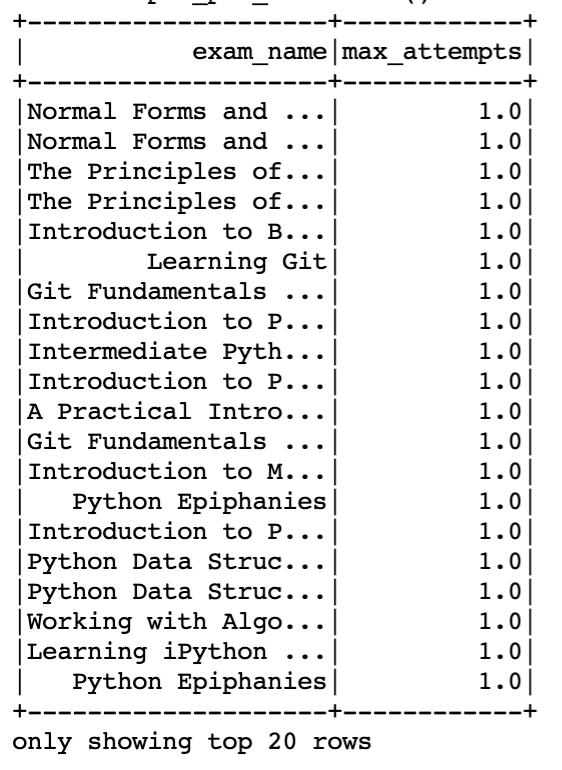 +--------------------+------------+
|           exam_name|max_attempts|
+--------------------+------------+
|Normal Forms and ...|         1.0|
|Normal Forms and ...|         1.0|
|The Principles of...|         1.0|
|The Principles of...|         1.0|
|Introduction to B...|         1.0|
|        Learning Git|         1.0|
|Git Fundamentals ...|         1.0|
|Introduction to P...|         1.0|
|Intermediate Pyth...|         1.0|
|Introduction to P...|         1.0|
|A Practical Intro...|         1.0|
|Git Fundamentals ...|         1.0|
|Introduction to M...|         1.0|
|   Python Epiphanies|         1.0|
|Introduction to P...|         1.0|
|Python Data Struc...|         1.0|
|Python Data Struc...|         1.0|
|Working with Algo...|         1.0|
|Learning iPython ...|         1.0|
|   Python Epiphanies|         1.0|
+--------------------+------------+
only showing top 20 rows